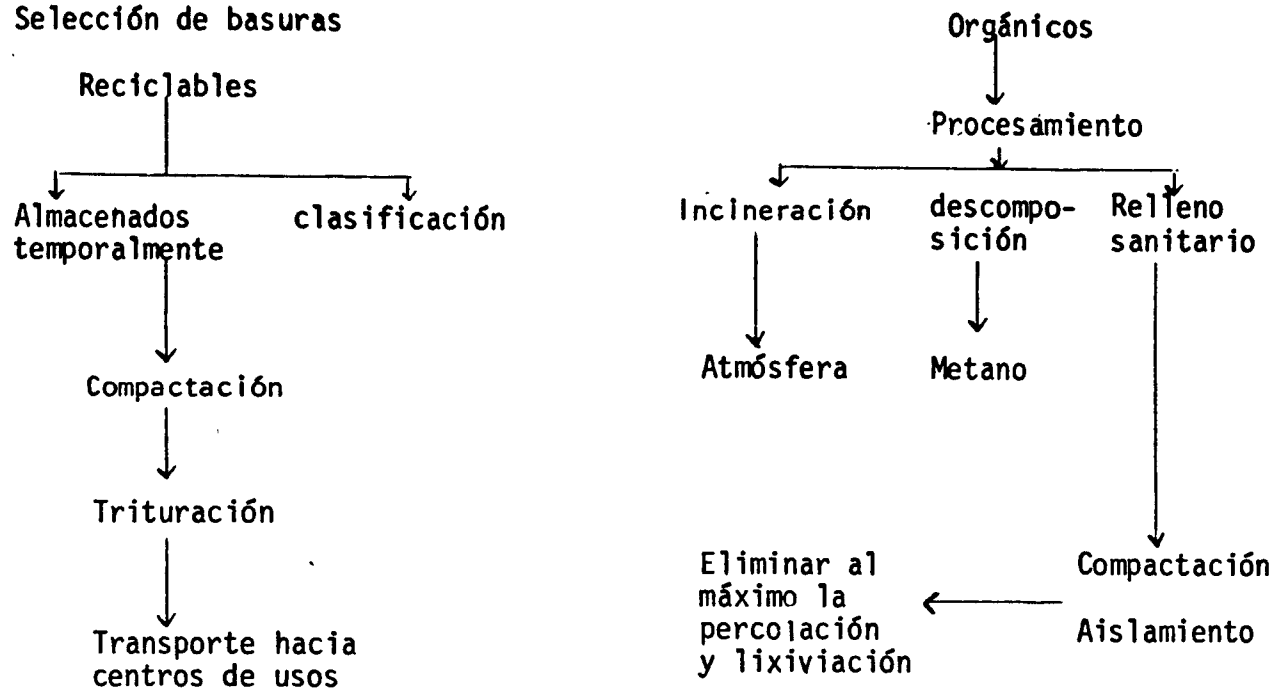 Selección de basuras
Reciclables
Almacenados
temporalmente
clasificación
Compactación
Trituración
Transporte hacia
centros de usos
Orgánicos
Procesamiento
Incineración
descompo-
sición
Relleno
sanitario
Atmósfera
Metano
Compactación
Aislamiento
Eliminar al
máximo la
percolación
y lixiviación